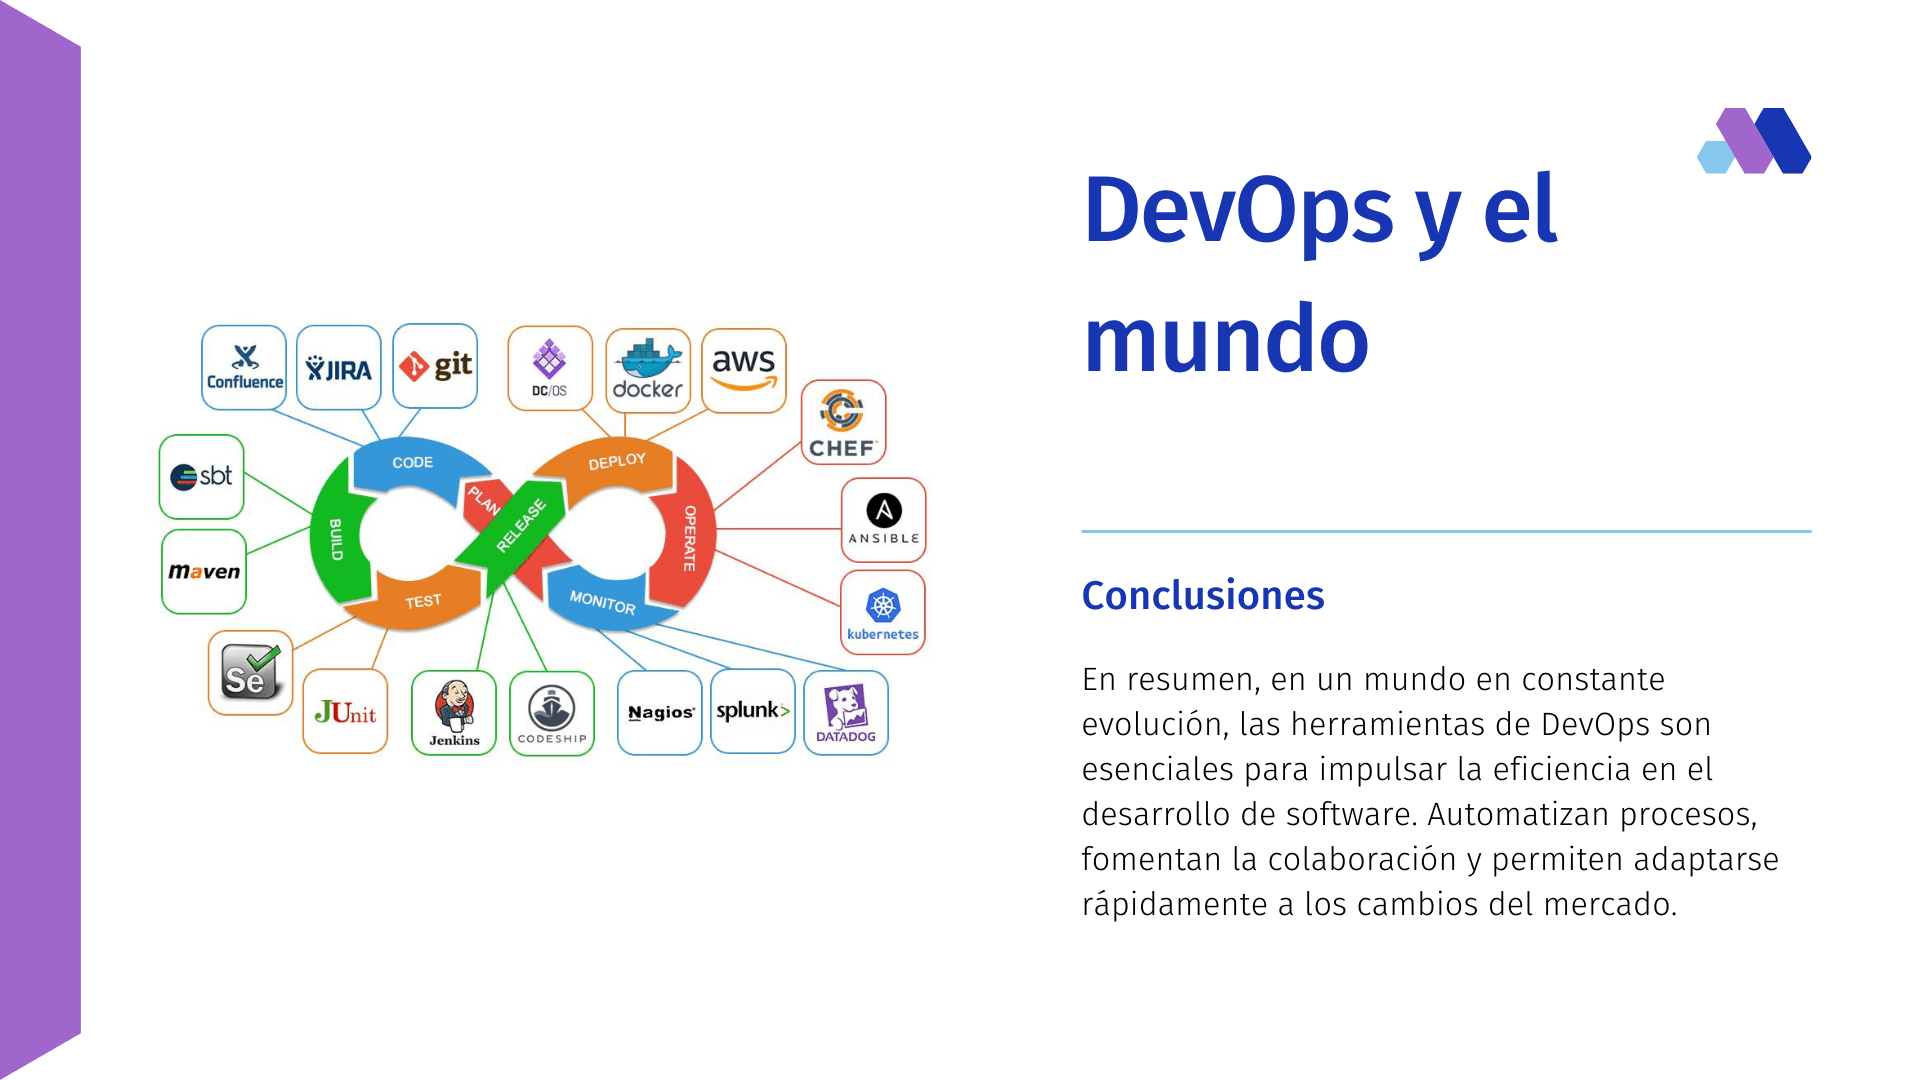 DevOps y el
mundo
Conclusiones
En resumen, en un mundo en constante
evolución, las herramientas de DevOps son
esenciales para impulsar la eficiencia en el
desarrollo de software. Automatizan procesos,
fomentan la colaboración y permiten adaptarse
rápidamente a los cambios del mercado.
Confluence
JIRA
git
DC/OS
docker
aws
CHEF
sbt
maven
CODE
DEPLOY
PLAN
RELEASE
BUILD
OPERATE
TEST
MONITOR
ANSIBLE
kubernetes
Se
JUnit
Jenkins
CODESHIP
Nagios
splunk>
DATADOG